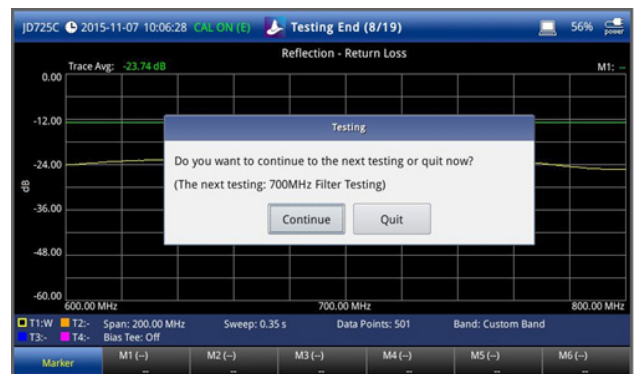 JD725C 2015-11-07 10:06:28 CAL ON (E) Testing End (8/19) 56% power
Reflection - Return Loss
Trace Avg: -23.74 dB M1: --
0.00
-12.00
-24.00
dB
-36.00
-48.00
-60.00
Testing
Do you want to continue to the next testing or quit now?
(The next testing: 700MHz Filter Testing)
Continue Quit
600.00 MHz 700.00 MHz 800.00 MHz
T1:W T2:- Span: 200.00 MHz Sweep: 0.35 s Data Points: 501 Band: Custom Band
T3:- T4:- Bias Tee: Off
Marker M1 (--) M2 (--) M3 (--) M4 (--) M5 (--) M6 (--)
-- -- -- -- -- --